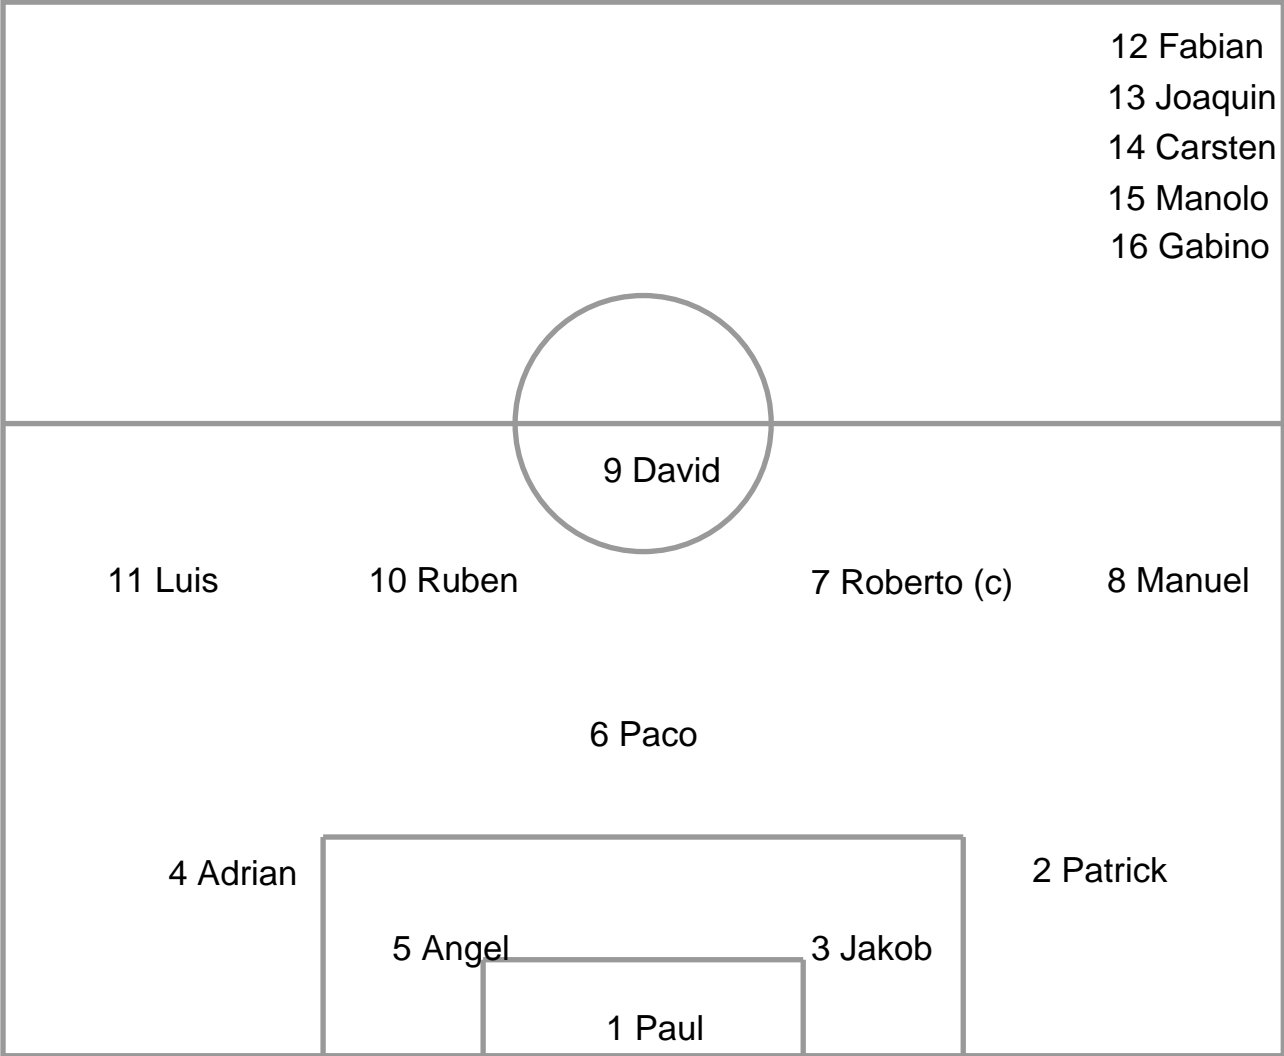 12 Fabian
13 Joaquin
14 Carsten
15 Manolo
16 Gabino
9 David
11 Luis
10 Ruben
7 Roberto (c)
8 Manuel
6 Paco
4 Adrian
2 Patrick
5 Angel
3 Jakob
1 Paul